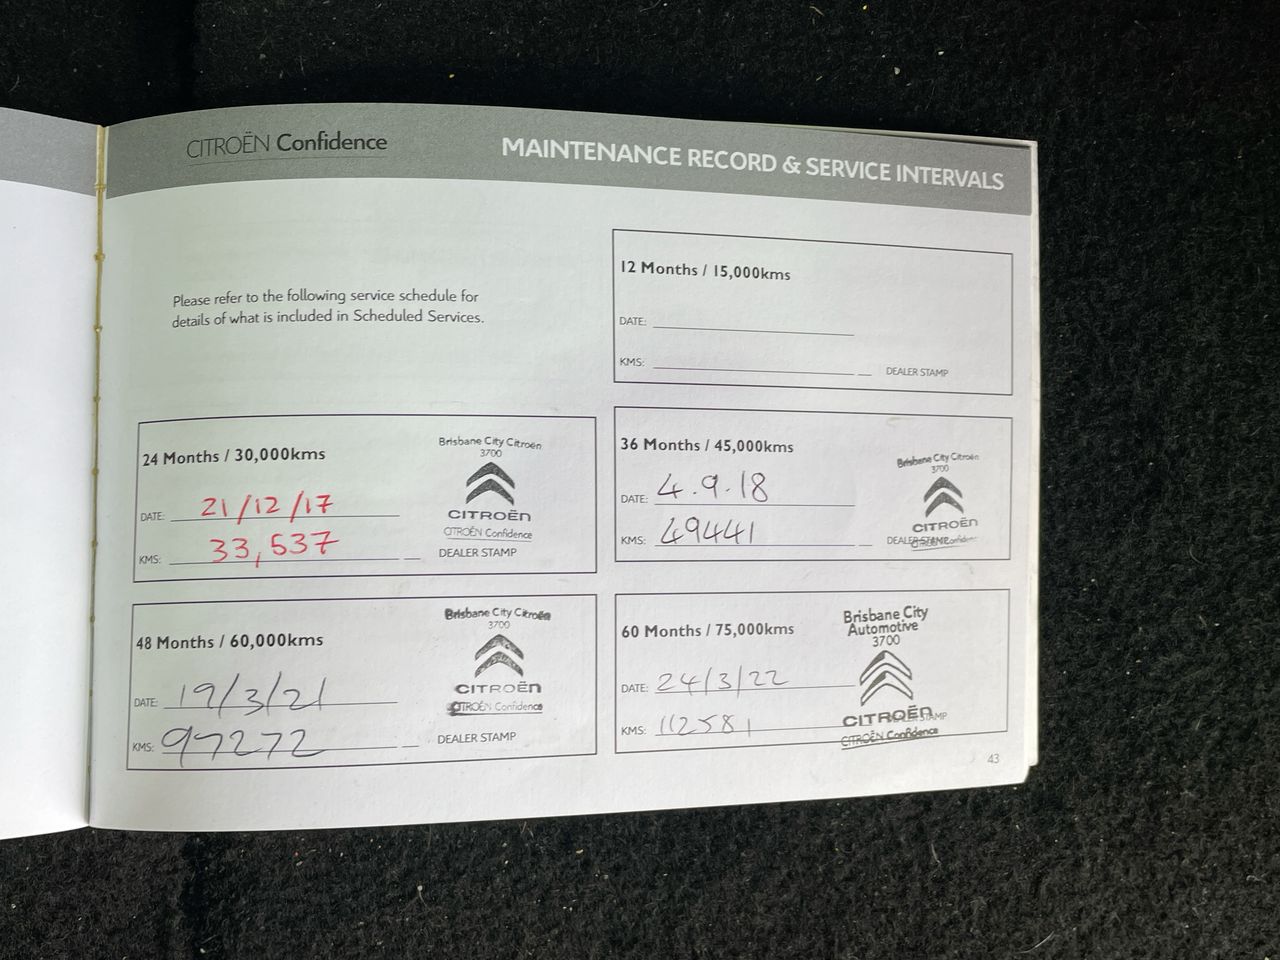 CITROËN Confidence
MAINTENANCE RECORD & SERVICE INTERVALS
Please refer to the following service schedule for
details of what is included in Scheduled Services.
12 Months / 15,000kms
DATE:
KMS:
DEALER STAMP
24 Months / 30,000kms
DATE: 21/12/17
KMS: 33,537
Brisbane City Citroën
3700
CITROËN
CITROËN Confidence
DEALER STAMP
36 Months / 45,000kms
DATE: 4.9.18
KMS: 49441
Brisbane City Citroën
3700
CITROËN
DEALER STAMP
CITROËN Confidence
48 Months / 60,000kms
DATE: 19/3/21
KMS: 97272
Brisbane City Citroën
3700
CITROËN
CITROËN Confidence
DEALER STAMP
60 Months / 75,000kms
DATE: 24/3/22
KMS: 112581
Brisbane City
Automotive
3700
CITROËN
DEALER STAMP
CITROËN Confidence
43